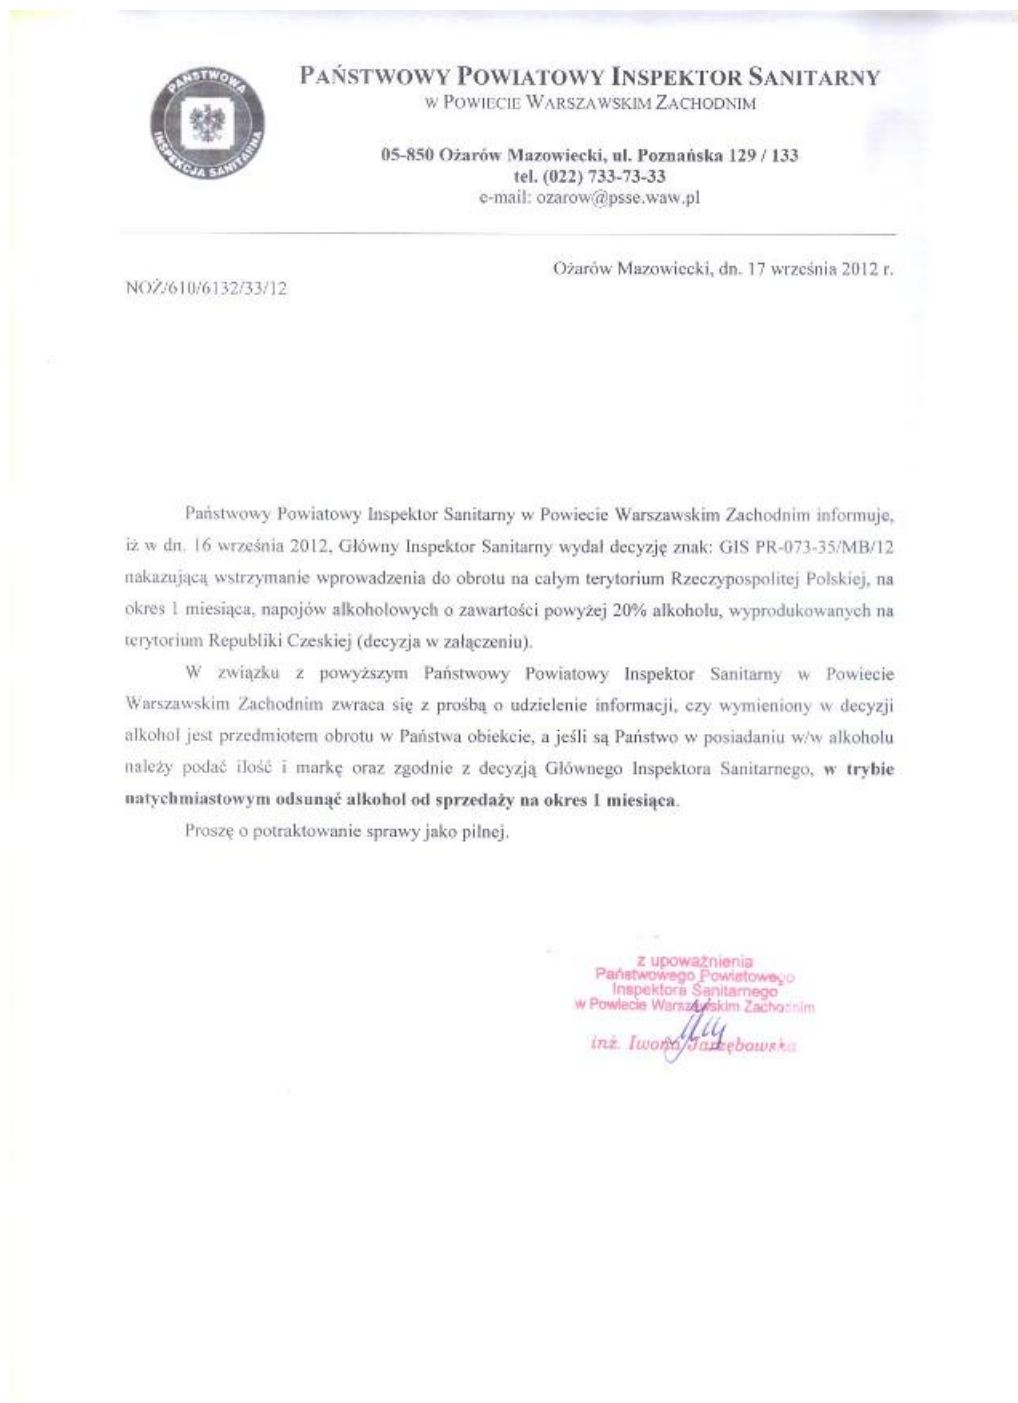 PAŃSTWOWA
INSPEKCJA SANITARNA
PAŃSTWOWY POWIATOWY INSPEKTOR SANITARNY
W POWIECIE WARSZAWSKIM ZACHODNIM
05-850 Ożarów Mazowiecki, ul. Poznańska 129 / 133
tel. (022) 733-73-33
e-mail: ozarow@psse.waw.pl
Ożarów Mazowiecki, dn. 17 września 2012 r.
NOŻ/610/6132/33/12
Państwowy Powiatowy Inspektor Sanitarny w Powiecie Warszawskim Zachodnim informuje,
iż w dn. 16 września 2012, Główny Inspektor Sanitarny wydał decyzję znak: GIS PR-073-35/MB/12
nakazującą wstrzymanie wprowadzenia do obrotu na całym terytorium Rzeczypospolitej Polskiej, na
okres 1 miesiąca, napojów alkoholowych o zawartości powyżej 20% alkoholu, wyprodukowanych na
terytorium Republiki Czeskiej (decyzja w załączeniu).
W związku z powyższym Państwowy Powiatowy Inspektor Sanitarny w Powiecie
Warszawskim Zachodnim zwraca się z prośbą o udzielenie informacji, czy wymieniony w decyzji
alkohol jest przedmiotem obrotu w Państwa obiekcie, a jeśli są Państwo w posiadaniu w/w alkoholu
należy podać ilość i markę oraz zgodnie z decyzją Głównego Inspektora Sanitarnego, w trybie
natychmiastowym odsunąć alkohol od sprzedaży na okres 1 miesiąca.
Proszę o potraktowanie sprawy jako pilnej.
z upoważnienia
Państwowego Powiatowego
Inspektora Sanitarnego
w Powiecie Warszawskim Zachodnim
inż. Iwona Jarzębowska